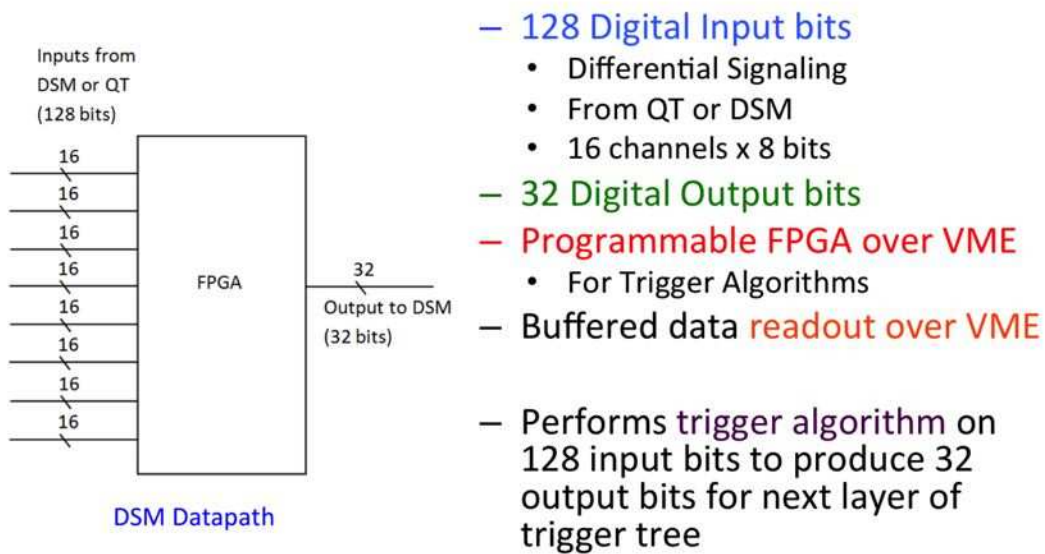 Inputs from
DSM or QT
(128 bits)
16
16
16
16
16
16
16
16
FPGA
32
Output to DSM
(32 bits)
DSM Datapath
– 128 Digital Input bits
• Differential Signaling
• From QT or DSM
• 16 channels x 8 bits
– 32 Digital Output bits
– Programmable FPGA over VME
• For Trigger Algorithms
– Buffered data readout over VME
– Performs trigger algorithm on
128 input bits to produce 32
output bits for next layer of
trigger tree